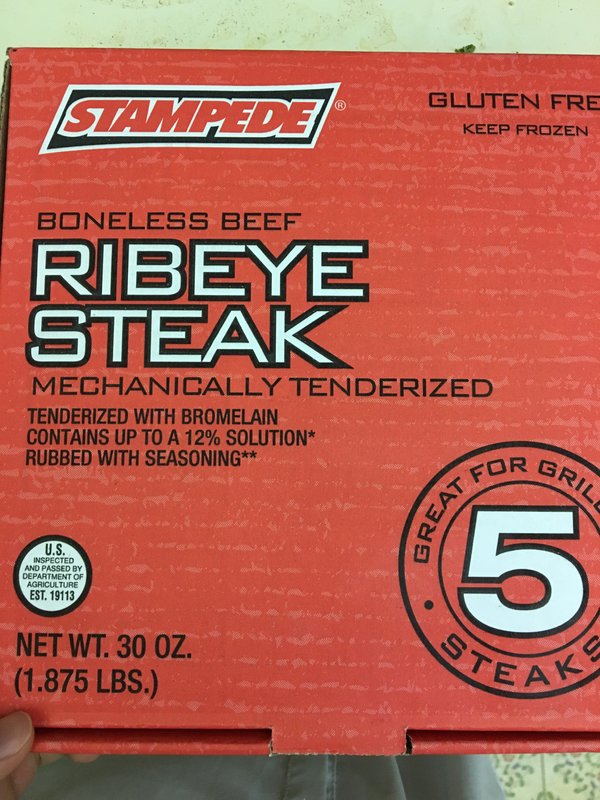 STAMPEDE®
GLUTEN FRE
KEEP FROZEN
BONELESS BEEF
RIBEYE
STEAK
MECHANICALLY TENDERIZED
TENDERIZED WITH BROMELAIN
CONTAINS UP TO A 12% SOLUTION*
RUBBED WITH SEASONING**
GREAT FOR GRILL
5
STEAKS
U.S.
INSPECTED
AND PASSED BY
DEPARTMENT OF
AGRICULTURE
EST. 19113
NET WT. 30 OZ.
(1.875 LBS.)